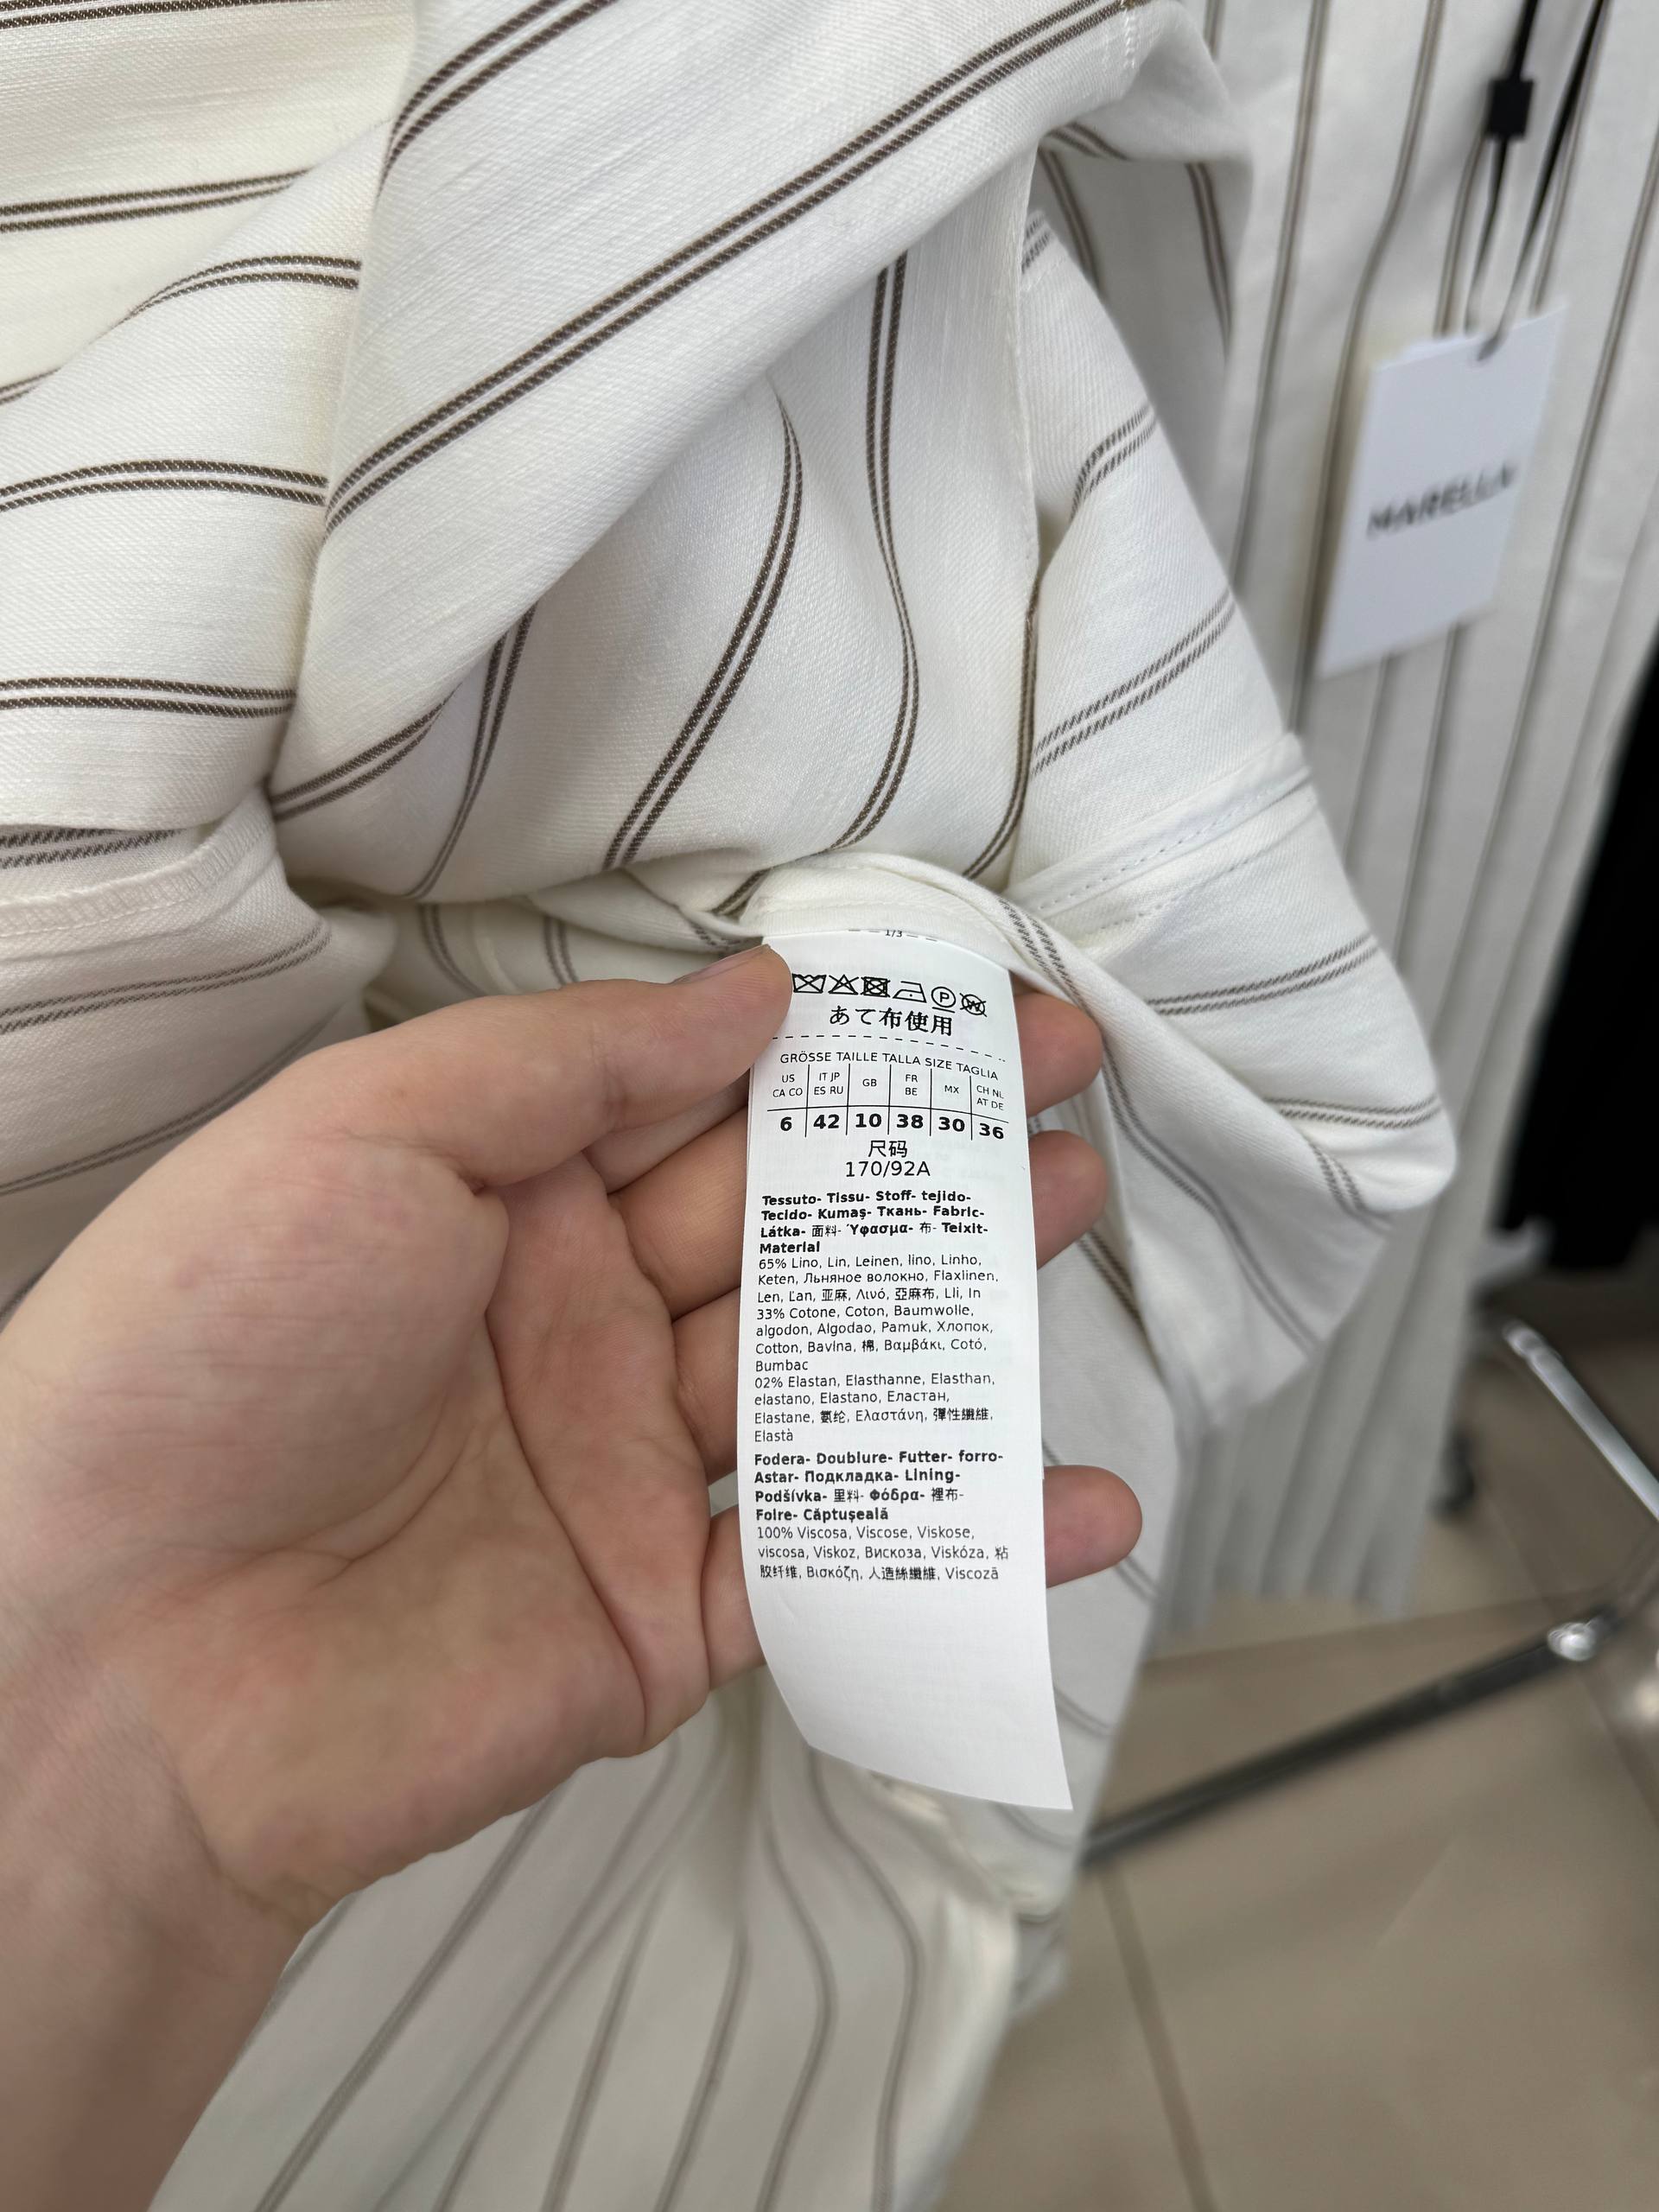 MARELLA
1/3
P W
あて布使用
GRÖSSE TAILLE TALLA SIZE TAGLIA
US CA CO IT JP ES RU GB FR BE MX CH NL AT DE
6 42 10 38 30 36
尺码
170/92A
Tessuto- Tissu- Stoff- tejido-
Tecido- Kumaş- Ткань- Fabric-
Látka- 面料- Ύφασμα- 布- Teixit-
Material
65% Lino, Lin, Leinen, lino, Linho,
Keten, Льняное волокно, Flaxlinen,
Len, Ľan, 亚麻, Λινό, 亞麻布, Lli, In
33% Cotone, Coton, Baumwolle,
algodon, Algodao, Pamuk, Хлопок,
Cotton, Bavlna, 棉, Βαμβάκι, Cotó,
Bumbac
02% Elastan, Elasthanne, Elasthan,
elastano, Elastano, Еластан,
Elastane, 氨纶, Ελαστάνη, 彈性纖維,
Elastà
Fodera- Doublure- Futter- forro-
Astar- Подкладка- Lining-
Podšívka- 里料- Φόδρα- 裡布-
Folre- Căptuşeală
100% Viscosa, Viscose, Viskose,
viscosa, Viskoz, Вискоза, Viskóza, 粘
胶纤维, Βισκόζη, 人造絲纖維, Viscoză